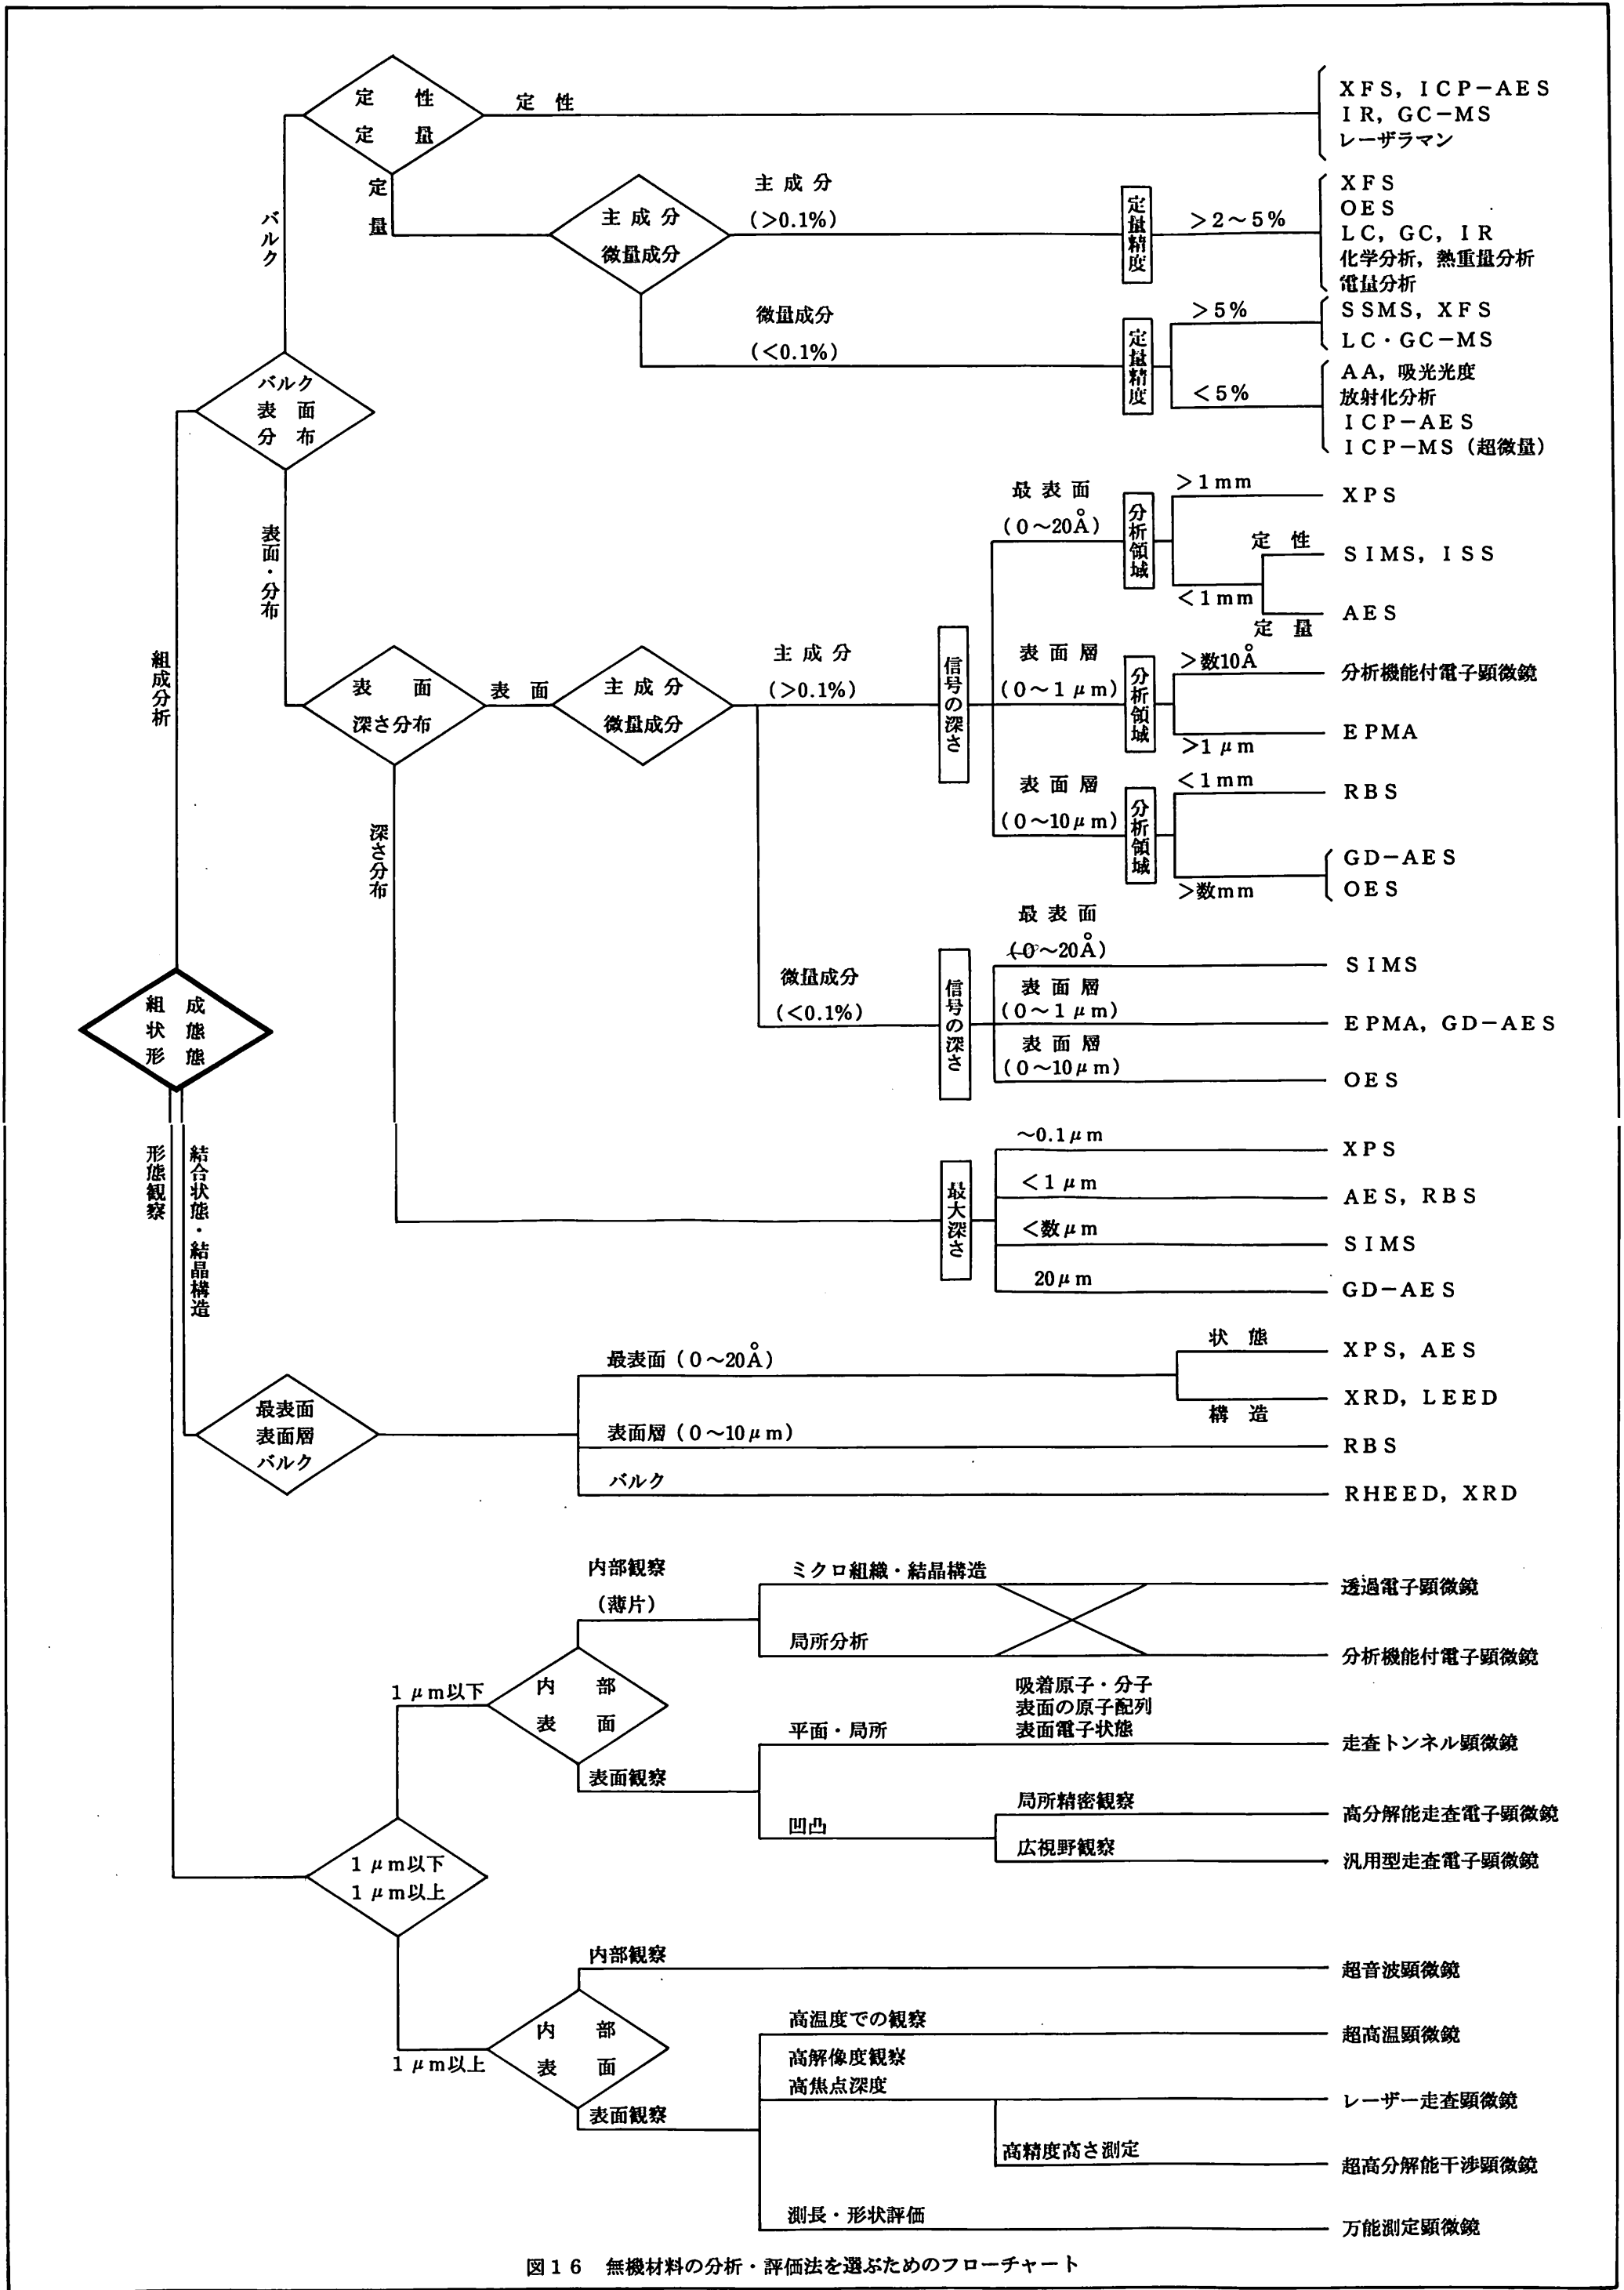 定性
定量
定性
XFS, ICP-AES
IR, GC-MS
レーザラマン
定量
バルク
主成分
微量成分
主成分
(>0.1%)
定量精度
>2~5%
XFS
OES
LC, GC, IR
化学分析, 熱重量分析
電量分析
微量成分
(<0.1%)
定量精度
>5%
SSMS, XFS
LC・GC-MS
<5%
AA, 吸光光度
放射化分析
ICP-AES
ICP-MS (超微量)
バルク
表面
分布
表面・分布
組成分析
最表面
(0~20Å)
分析領域
>1mm
XPS
定性
SIMS, ISS
<1mm
AES
定量
表面
深さ分布
表面
主成分
微量成分
主成分
(>0.1%)
信号の深さ
表面層
(0~1μm)
分析領域
>数10Å
分析機能付電子顕微鏡
>1μm
EPMA
表面層
(0~10μm)
分析領域
<1mm
RBS
>数mm
GD-AES
OES
深さ分布
微量成分
(<0.1%)
信号の深さ
最表面
(0~20Å)
SIMS
表面層
(0~1μm)
EPMA, GD-AES
表面層
(0~10μm)
OES
組成
状態
形態
最大深さ
~0.1μm
XPS
<1μm
AES, RBS
<数μm
SIMS
20μm
GD-AES
形態観察
結合状態・結晶構造
最表面
表面層
バルク
最表面 (0~20Å)
状態
XPS, AES
構造
XRD, LEED
表面層 (0~10μm)
RBS
バルク
RHEED, XRD
内部観察
(薄片)
ミクロ組織・結晶構造
透過電子顕微鏡
局所分析
分析機能付電子顕微鏡
1μm以下
内部
表面
表面観察
平面・局所
吸着原子・分子
表面の原子配列
表面電子状態
走査トンネル顕微鏡
凹凸
局所精密観察
高分解能走査電子顕微鏡
広視野観察
汎用型走査電子顕微鏡
1μm以下
1μm以上
1μm以上
内部
表面
内部観察
超音波顕微鏡
表面観察
高温度での観察
超高温顕微鏡
高解像度観察
高焦点深度
レーザー走査顕微鏡
高精度高さ測定
超高分解能干渉顕微鏡
測長・形状評価
万能測定顕微鏡
図16 無機材料の分析・評価法を選ぶためのフローチャート